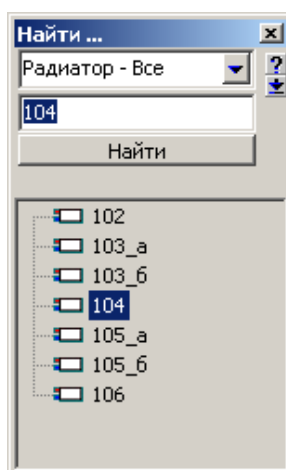 Найти ...
Радиатор - Все
?
104
Найти
102
103_а
103_б
104
105_а
105_б
106